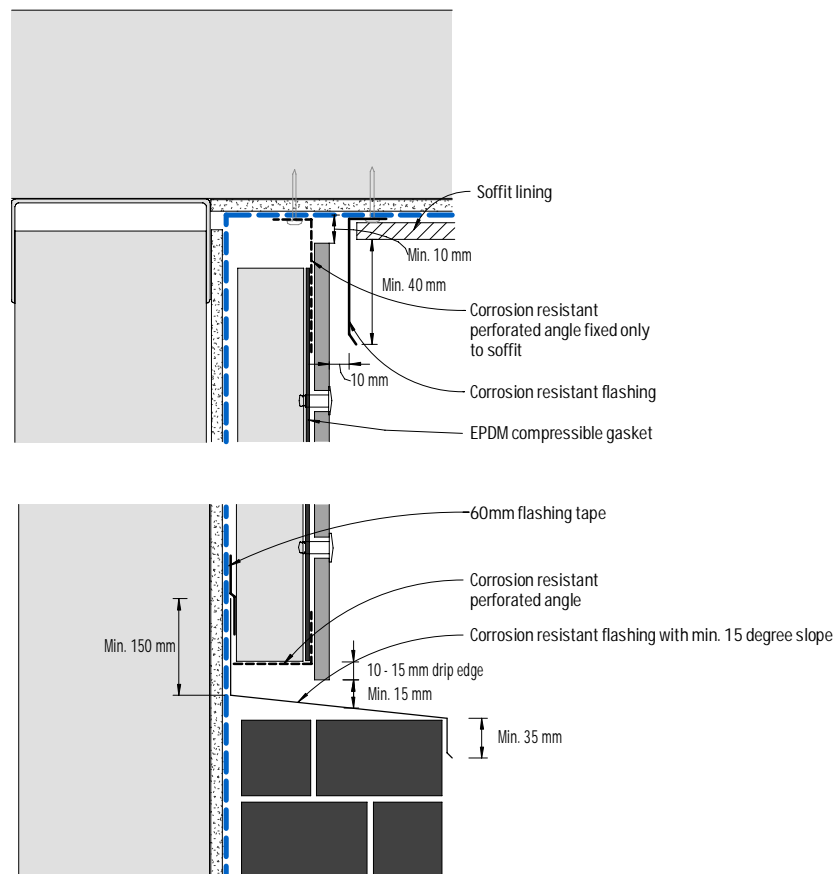 Soffit lining
Min. 10 mm
Min. 40 mm
Corrosion resistant
perforated angle fixed only
to soffit
10 mm
Corrosion resistant flashing
EPDM compressible gasket
60mm flashing tape
Corrosion resistant
perforated angle
Corrosion resistant flashing with min. 15 degree slope
Min. 150 mm
10 - 15 mm drip edge
Min. 15 mm
Min. 35 mm